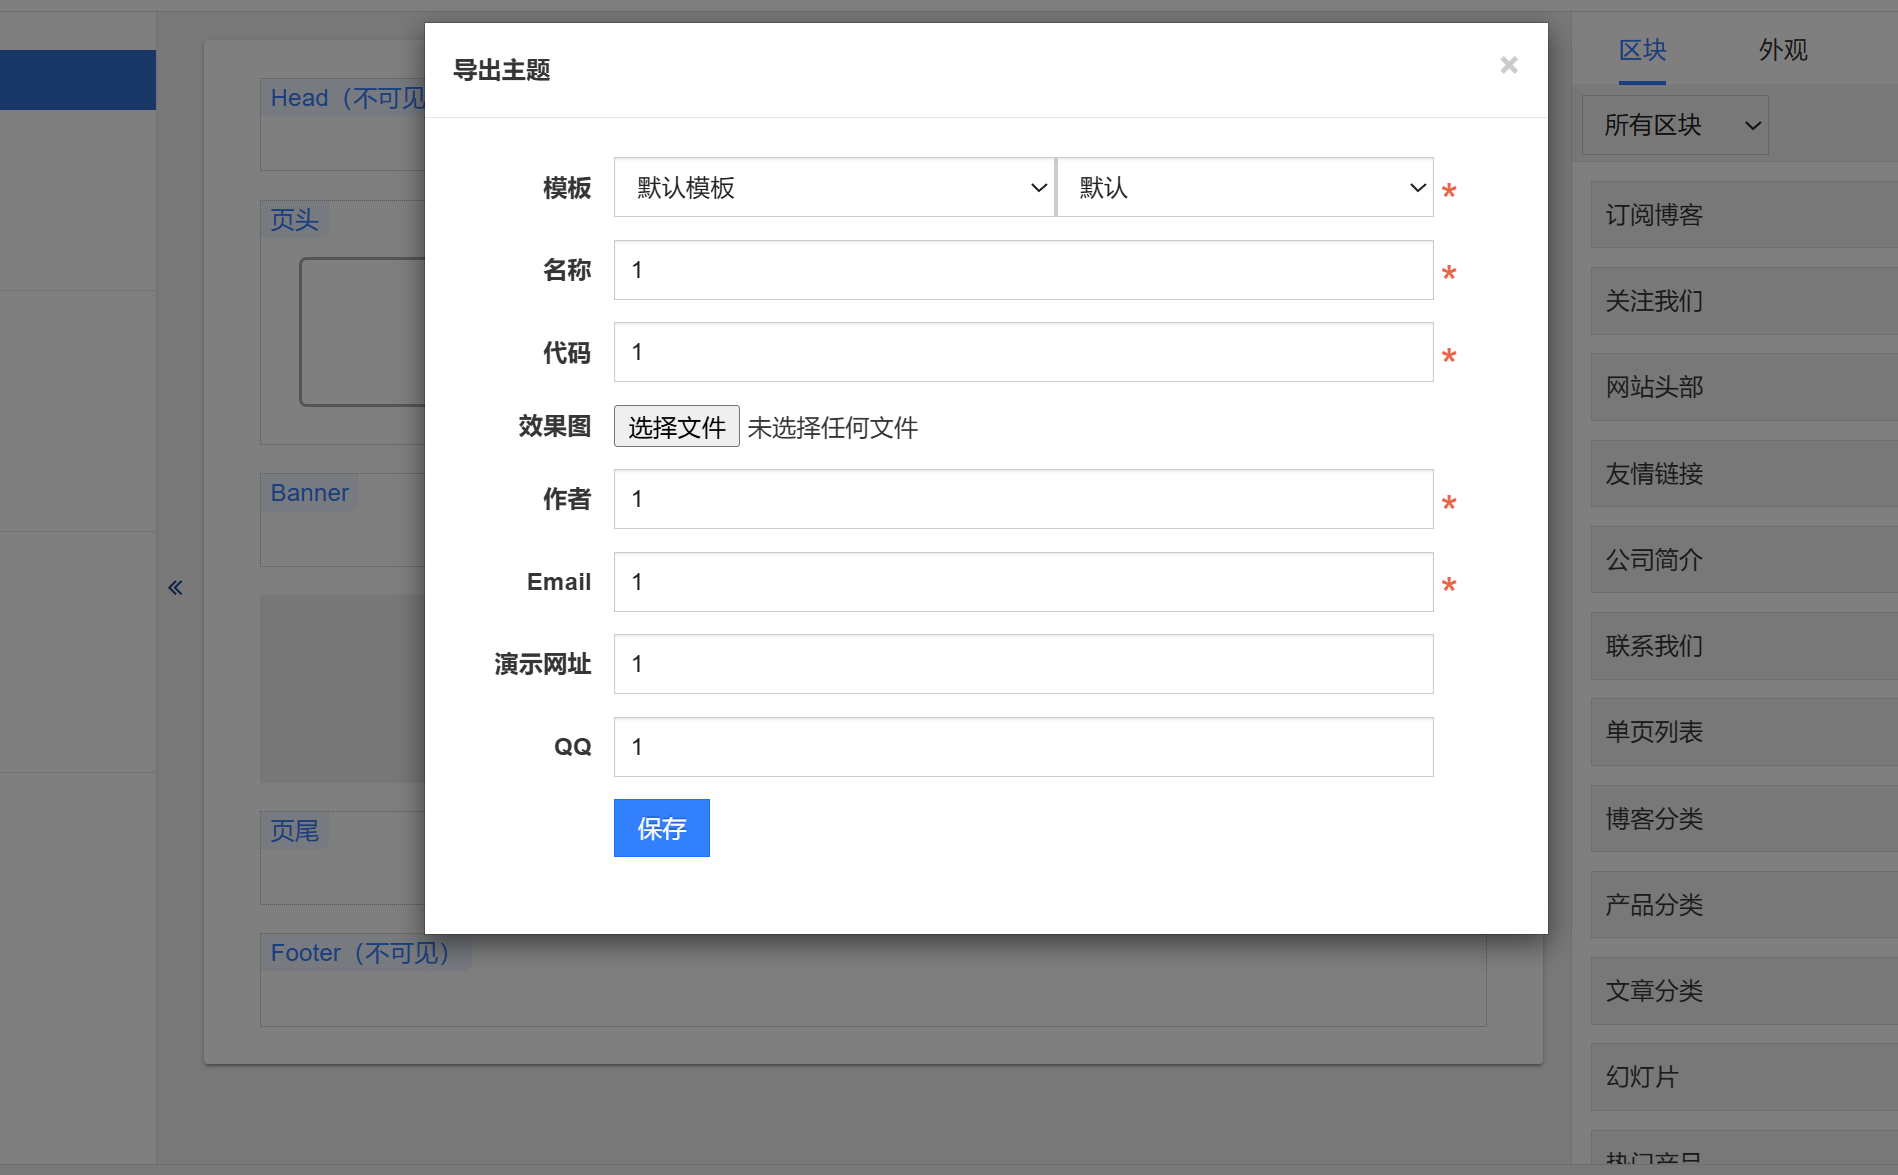 导出主题
×
模板 默认模板 默认 *
名称 1 *
代码 1 *
效果图 选择文件 未选择任何文件
作者 1 *
Email 1 *
演示网址 1
QQ 1
保存
Head（不可见
页头
Banner
页尾
Footer（不可见）
«
区块 外观
所有区块
订阅博客
关注我们
网站头部
友情链接
公司简介
联系我们
单页列表
博客分类
产品分类
文章分类
幻灯片
热门产品